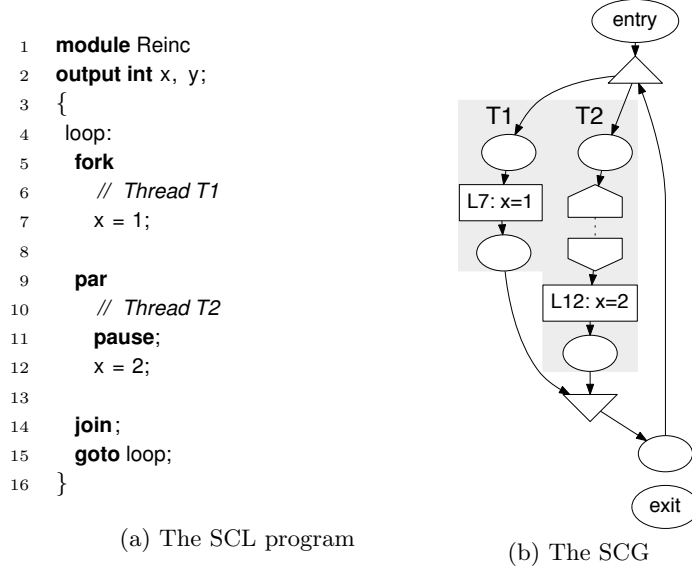 1 module Reinc
2 output int x, y;
3 {
4 loop:
5 fork
6 // Thread T1
7 x = 1;
8
9 par
10 // Thread T2
11 pause;
12 x = 2;
13
14 join;
15 goto loop;
16 }
(a) The SCL program
entry
T1 T2
L7: x=1
L12: x=2
exit
(b) The SCG